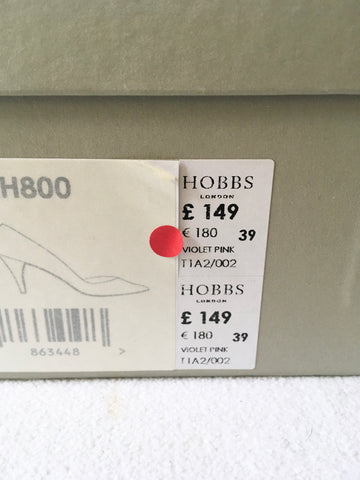 H800
863448 >
HOBBS
LONDON
£ 149
€ 180 39
VIOLET PINK
T1A2/002
HOBBS
LONDON
£ 149
€ 180 39
VIOLET PINK
T1A2/002